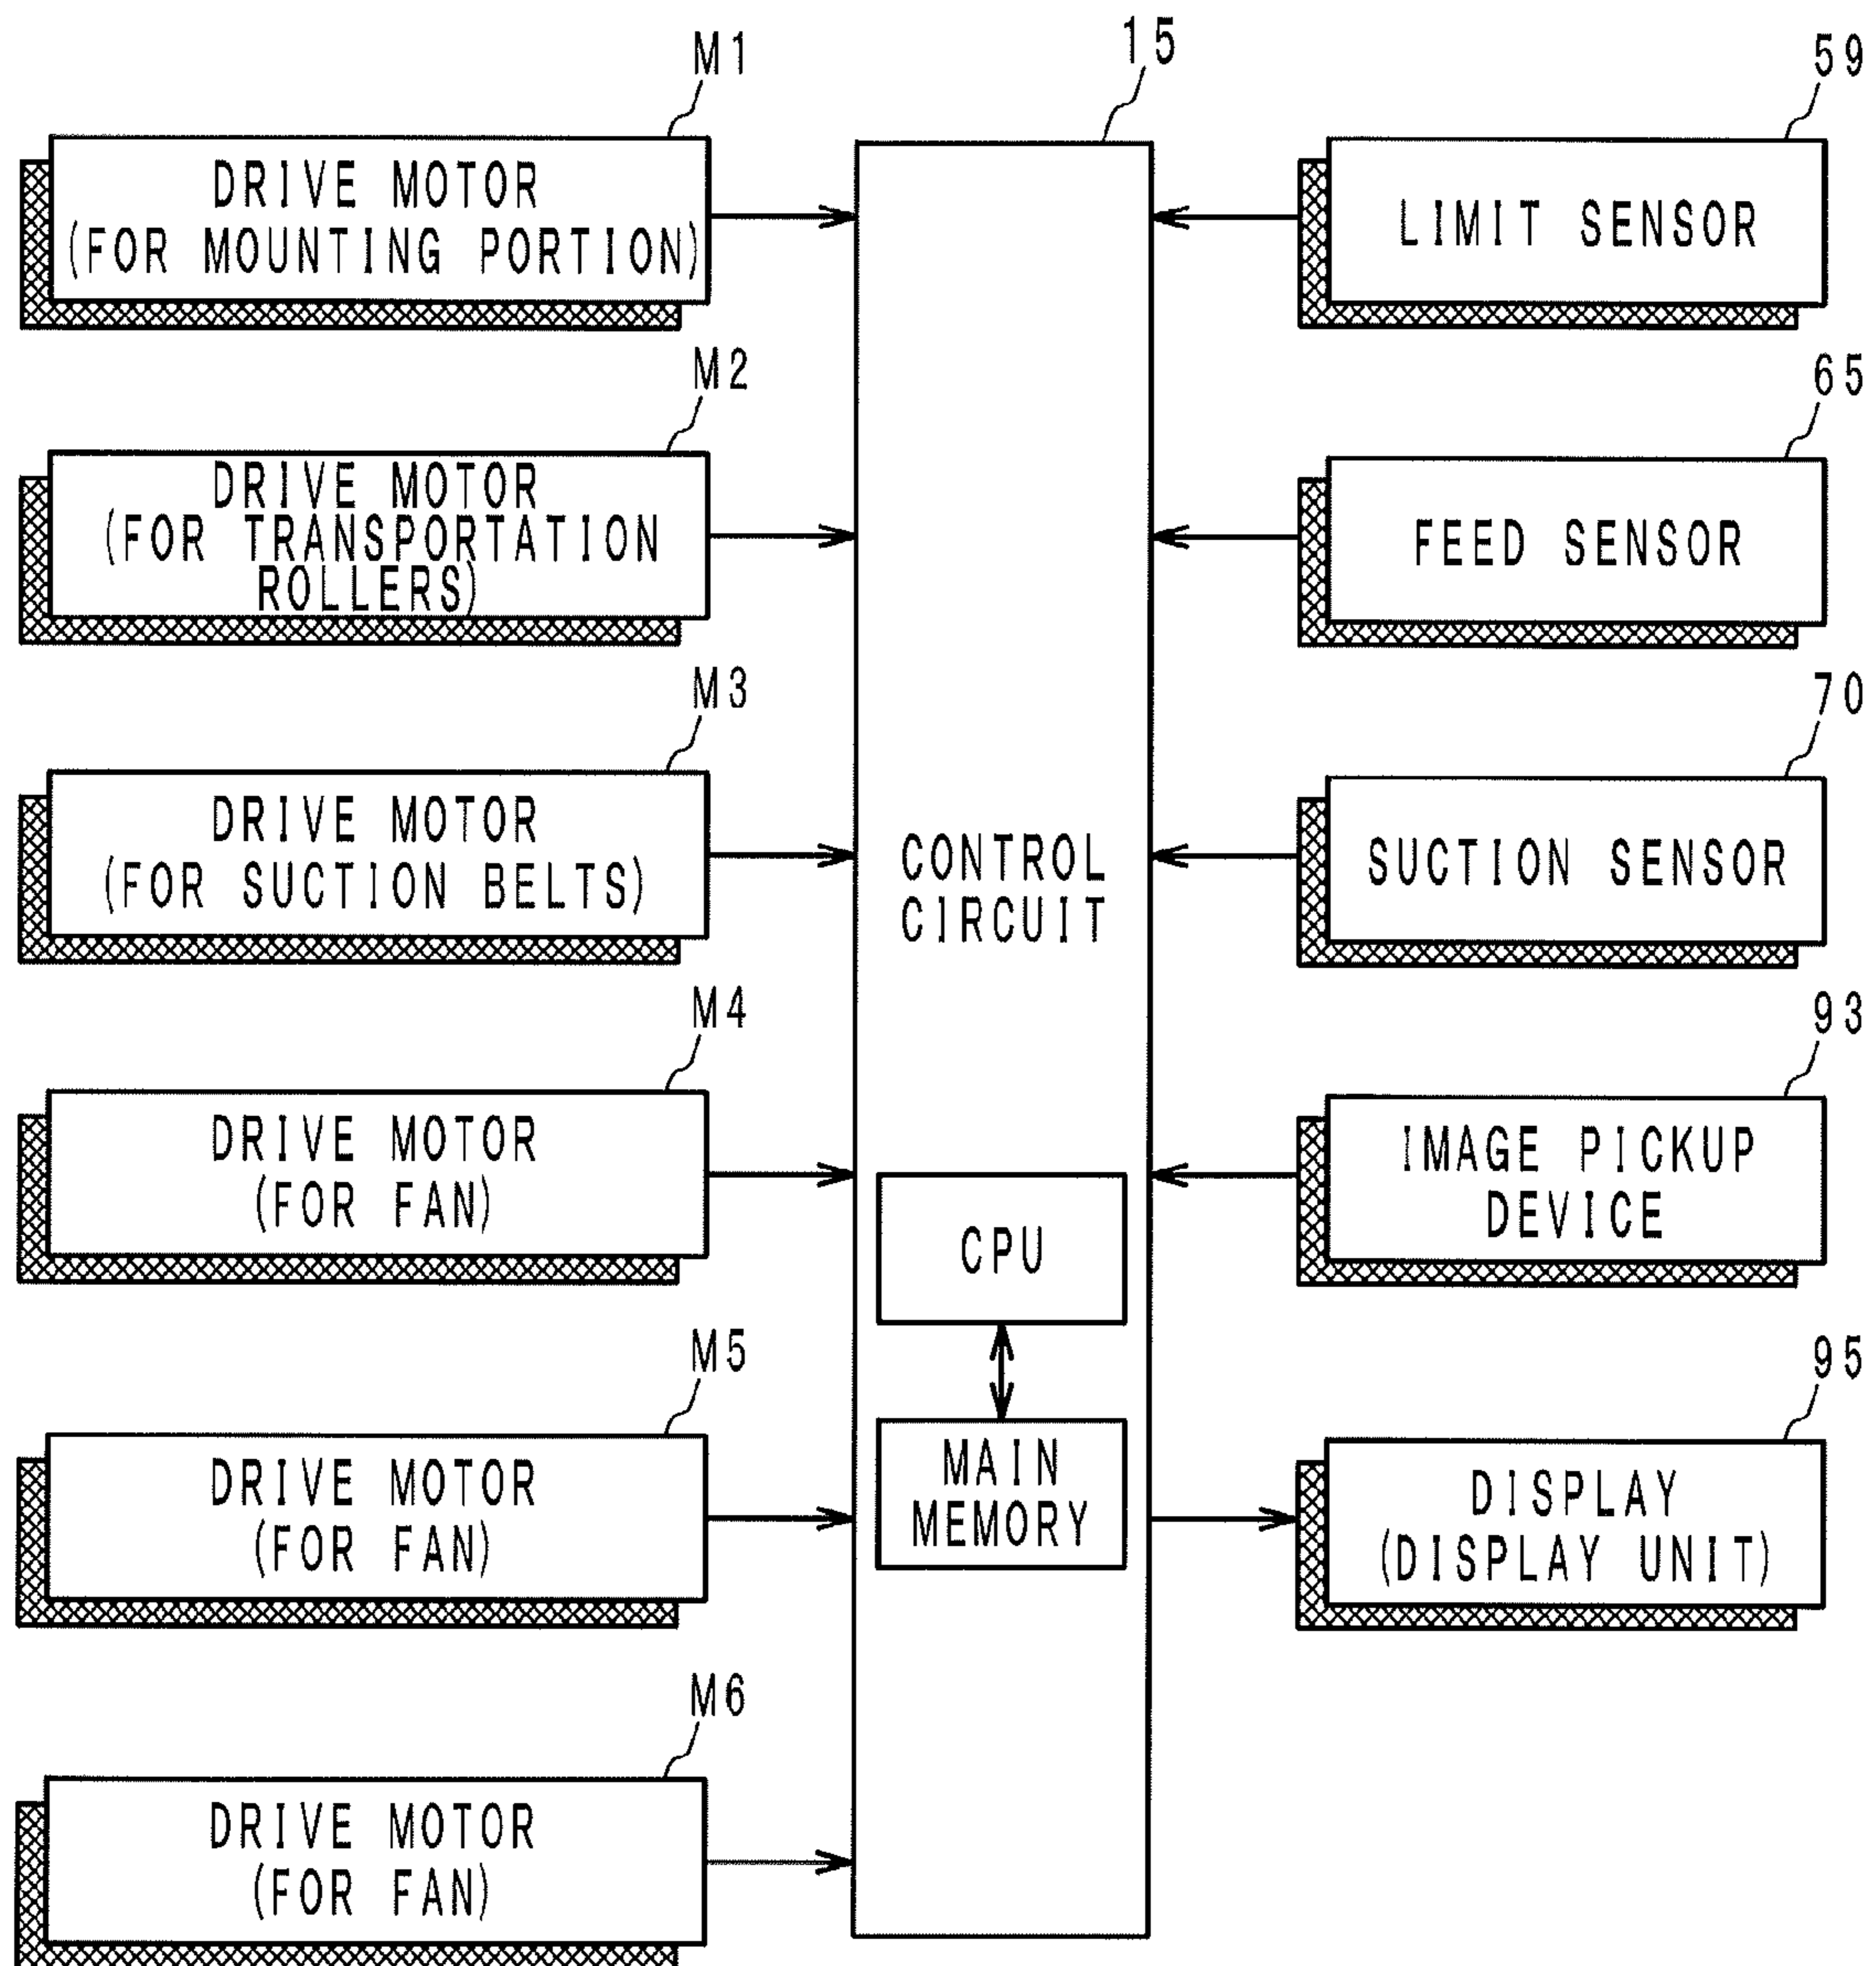 M1
DRIVE MOTOR
(FOR MOUNTING PORTION)
M2
DRIVE MOTOR
(FOR TRANSPORTATION
ROLLERS)
M3
DRIVE MOTOR
(FOR SUCTION BELTS)
M4
DRIVE MOTOR
(FOR FAN)
M5
DRIVE MOTOR
(FOR FAN)
M6
DRIVE MOTOR
(FOR FAN)
15
CONTROL
CIRCUIT
CPU
MAIN
MEMORY
59
LIMIT SENSOR
65
FEED SENSOR
70
SUCTION SENSOR
93
IMAGE PICKUP
DEVICE
95
DISPLAY
(DISPLAY UNIT)